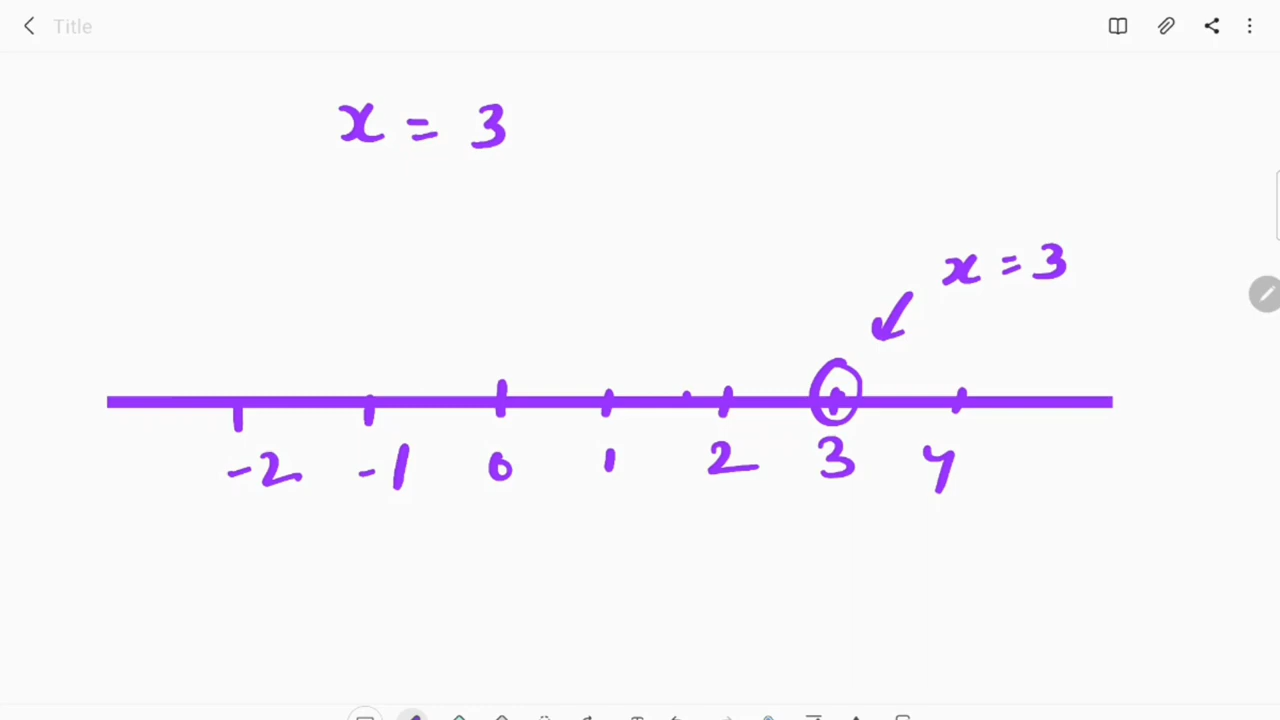 Title
x = 3
x = 3
-2 -1 0 1 2 3 4